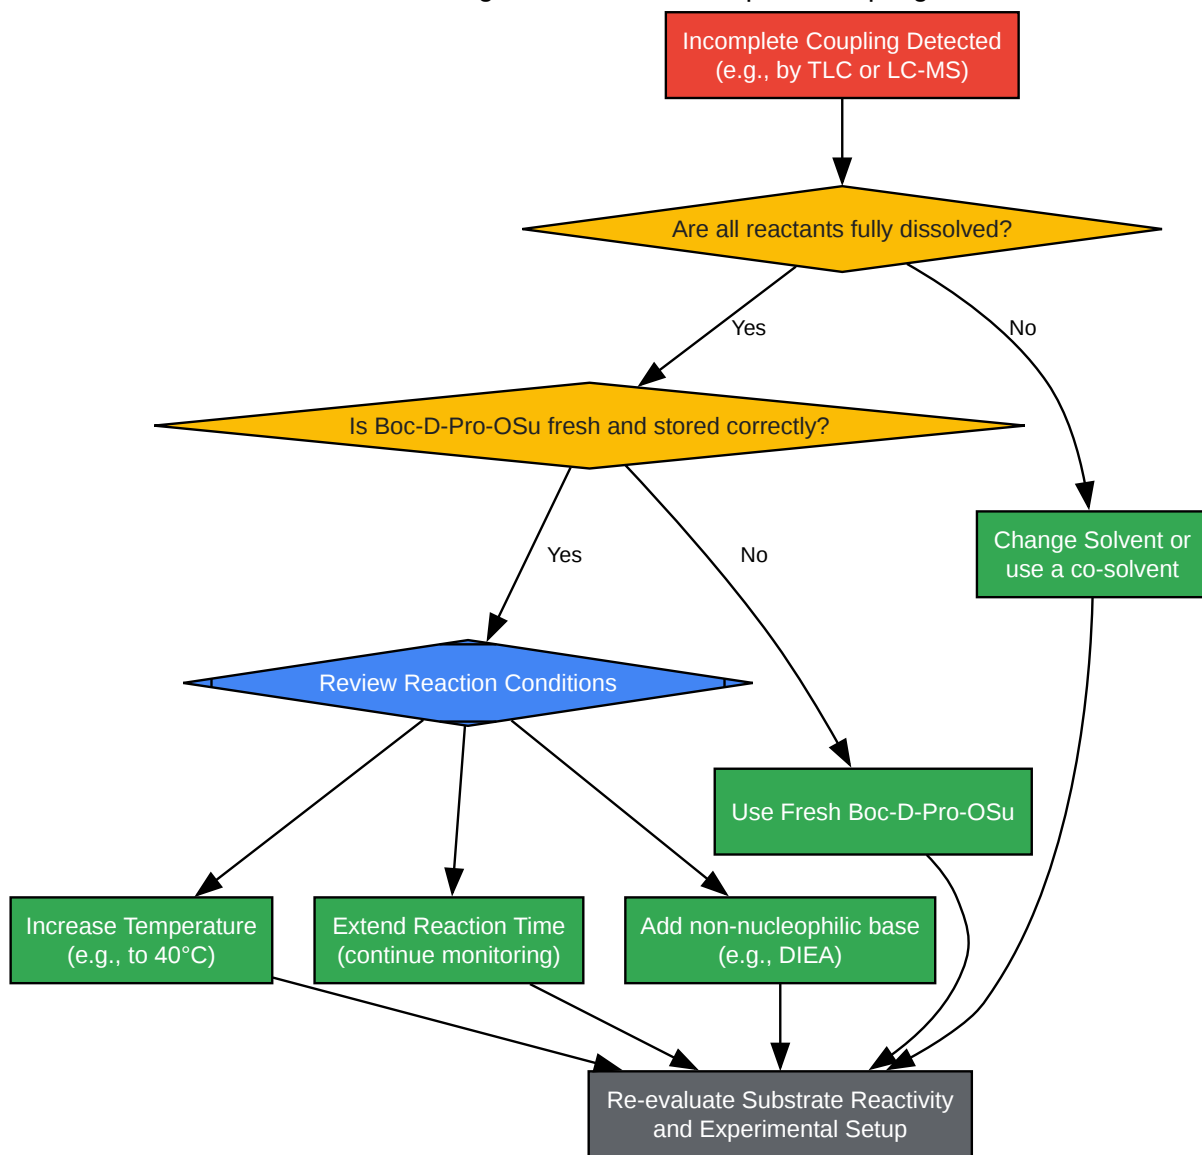 Incomplete Coupling Detected
(e.g., by TLC or LC-MS)
Are all reactants fully dissolved?
Yes
No
Is Boc-D-Pro-OSu fresh and stored correctly?
Change Solvent or
use a co-solvent
Yes
No
Review Reaction Conditions
Use Fresh Boc-D-Pro-OSu
Increase Temperature
(e.g., to 40°C)
Extend Reaction Time
(continue monitoring)
Add non-nucleophilic base
(e.g., DIEA)
Re-evaluate Substrate Reactivity
and Experimental Setup